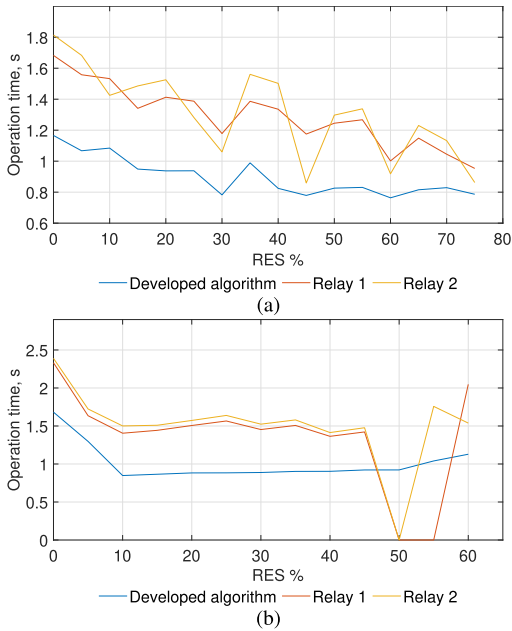 1.8
1.6
1.4
1.2
1
0.8
0.6
Operation time, s
0 10 20 30 40 50 60 70 80
RES %
Developed algorithm Relay 1 Relay 2
(a)
2.5
2
1.5
1
0.5
0
Operation time, s
0 10 20 30 40 50 60
RES %
Developed algorithm Relay 1 Relay 2
(b)